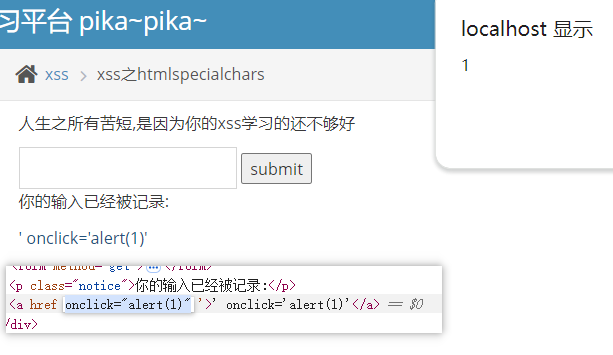 习平台 pika~pika~
localhost 显示
1
xss > xss之htmlspecialchars
人生之所有苦短,是因为你的xss学习的还不够好
submit
你的输入已经被记录:
' onclick='alert(1)'
<form method="get">…</form>
<p class="notice">你的输入已经被记录:</p>
<a href onclick="alert(1)" '>' onclick='alert(1)'</a> == $0
/div>